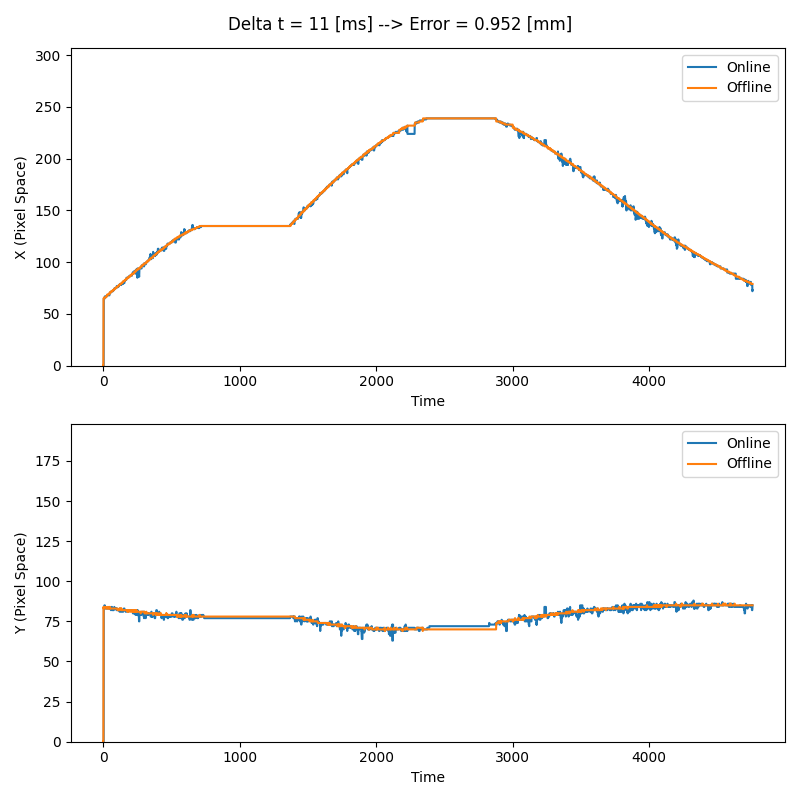 Delta t = 11 [ms] --> Error = 0.952 [mm]
300
250
200
150
100
50
0
X (Pixel Space)
Online
Offline
0 1000 2000 3000 4000
Time
175
150
125
100
75
50
25
0
Y (Pixel Space)
Online
Offline
0 1000 2000 3000 4000
Time